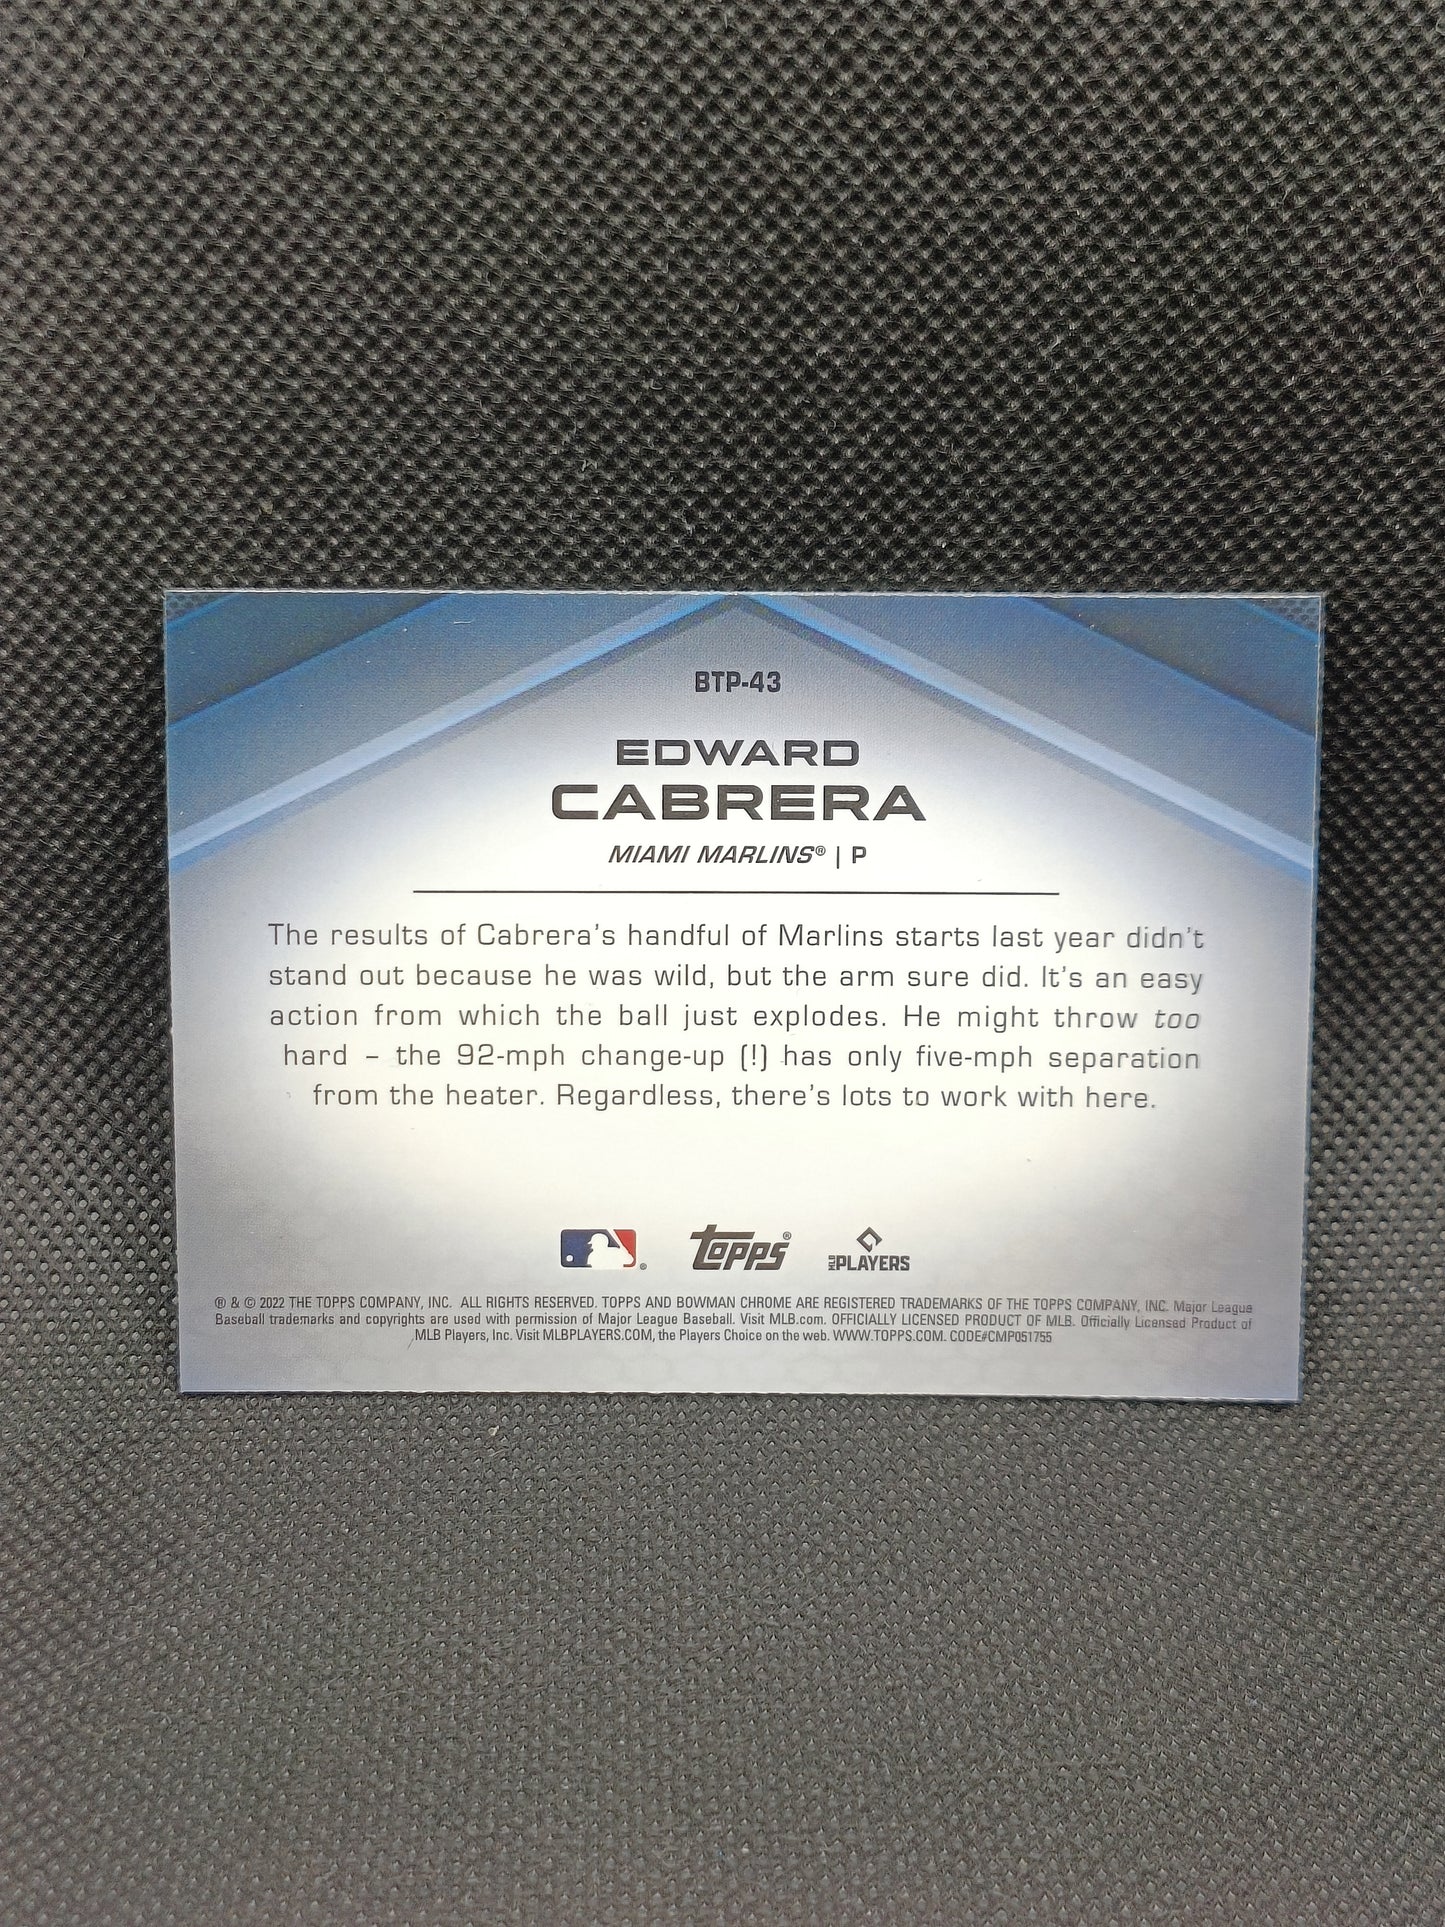 BTP-43
EDWARD
CABRERA
MIAMI MARLINS® | P
The results of Cabrera's handful of Marlins starts last year didn't
stand out because he was wild, but the arm sure did. It's an easy
action from which the ball just explodes. He might throw too
hard – the 92-mph change-up (!) has only five-mph separation
from the heater. Regardless, there's lots to work with here.
Topps® MLB PLAYERS
® & © 2022 THE TOPPS COMPANY, INC. ALL RIGHTS RESERVED. TOPPS AND BOWMAN CHROME ARE REGISTERED TRADEMARKS OF THE TOPPS COMPANY, INC. Major League
Baseball trademarks and copyrights are used with permission of Major League Baseball. Visit MLB.com. OFFICIALLY LICENSED PRODUCT OF MLB. Officially Licensed Product of
MLB Players, Inc. Visit MLBPLAYERS.COM, the Players Choice on the web. WWW.TOPPS.COM. CODE#CMP051755